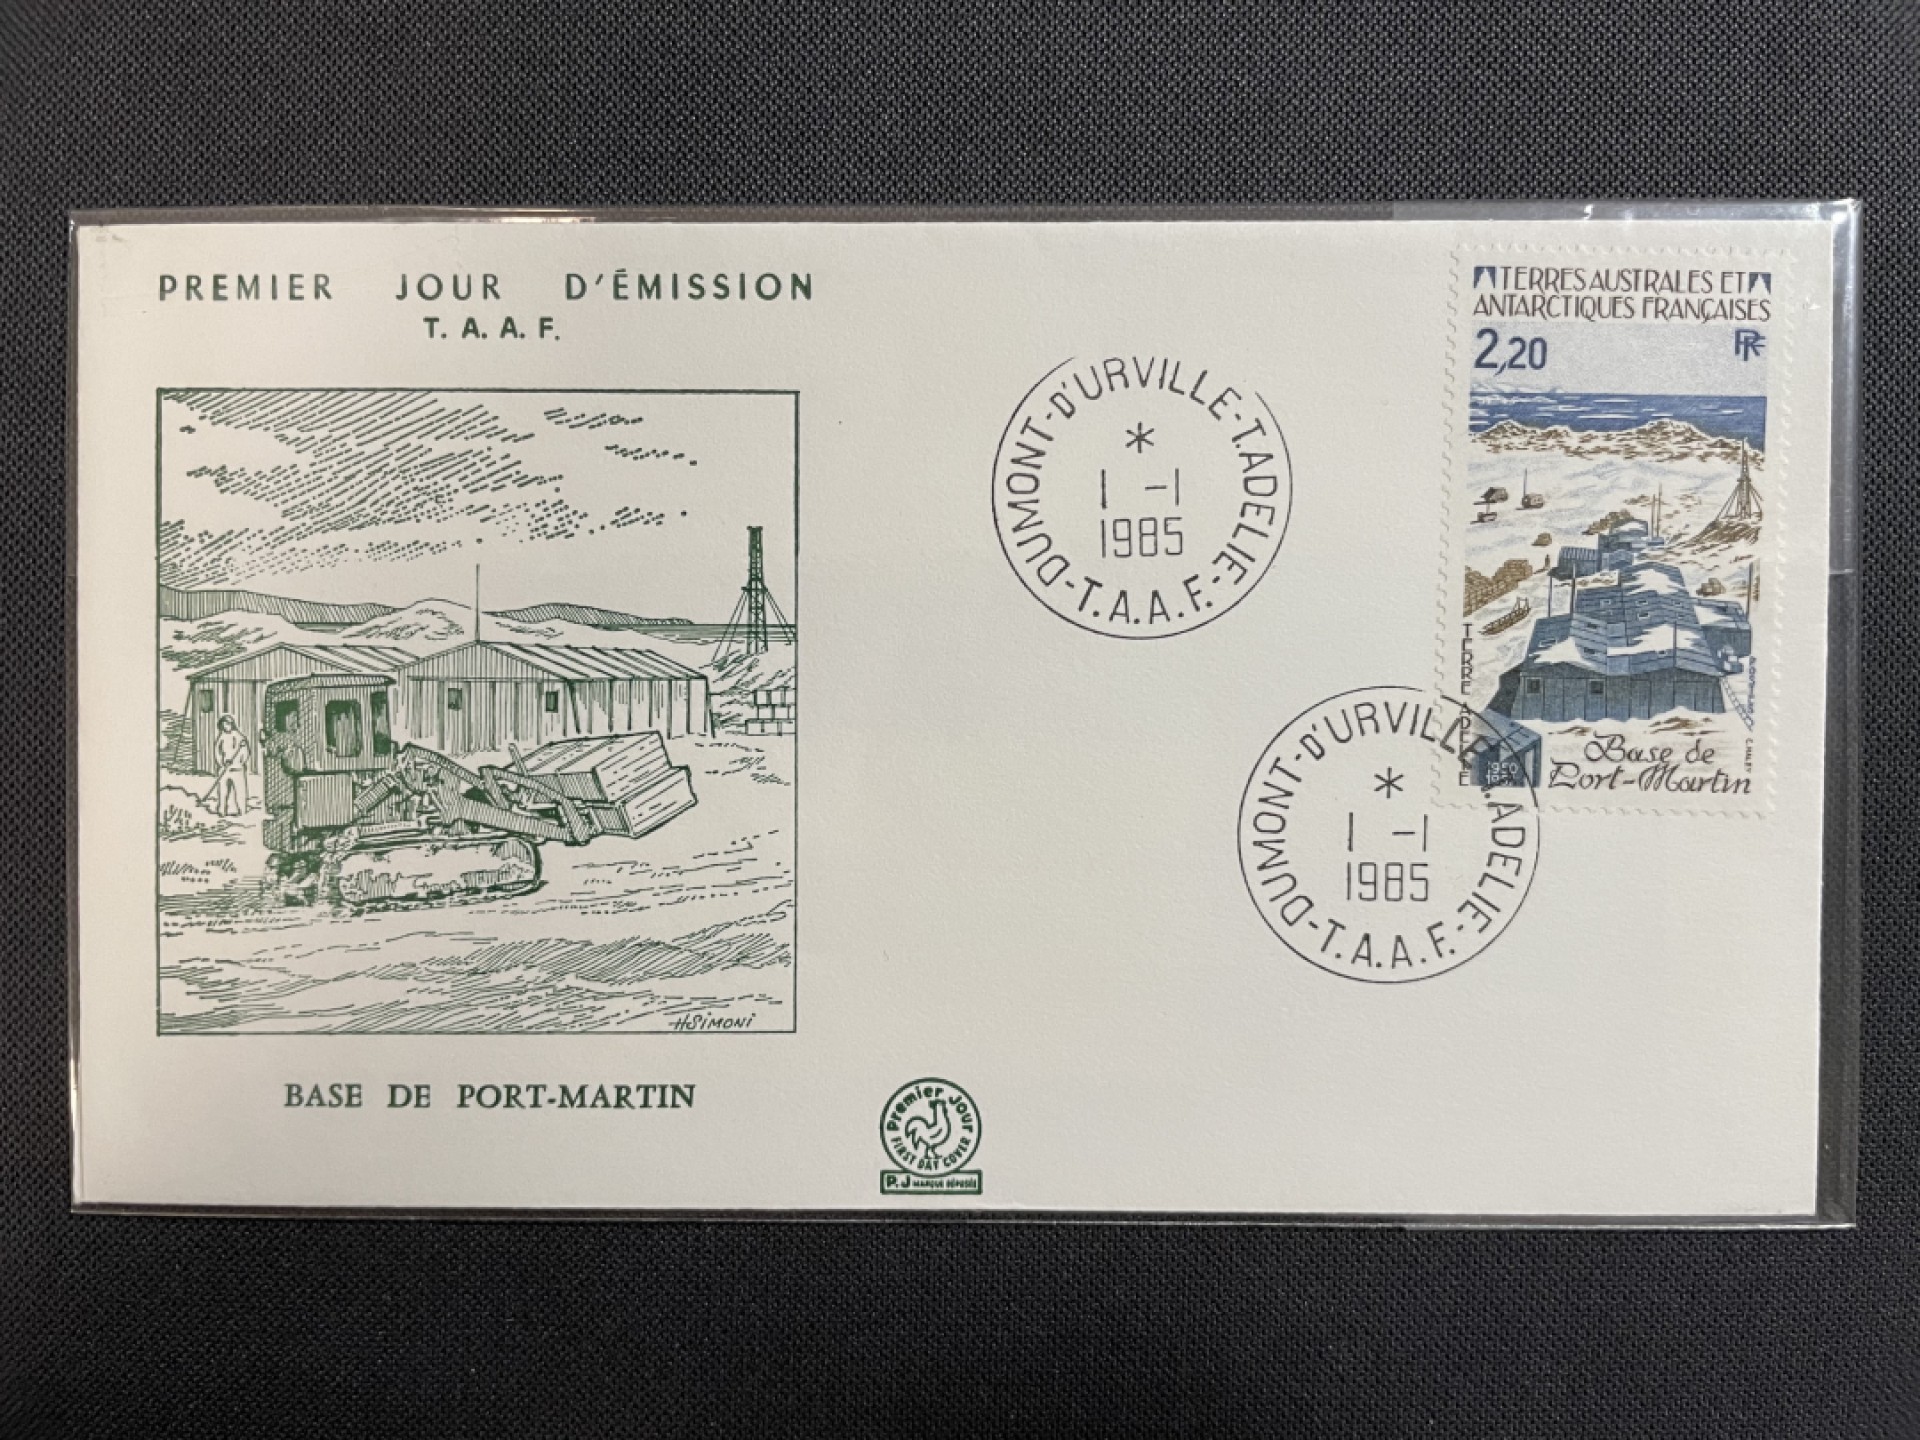 PREMIER JOUR D'ÉMISSION
T. A. A. F.
HSIMONI
BASE DE PORT-MARTIN
Premier Jour
FIRST DAY COVER
P.J MARQUE DÉPOSÉE
DUMONT-D'URVILLE-T.ADELIE-T.A.A.F.-
*
1 -1
1985
TERRES AUSTRALES ET
ANTARCTIQUES FRANÇAISES
2,20
RF
TERRE ADELIE
Base de
Port-Martin
C.HALEY
DUMONT-D'URVILLE-T.ADELIE-T.A.A.F.-
*
1 -1
1985